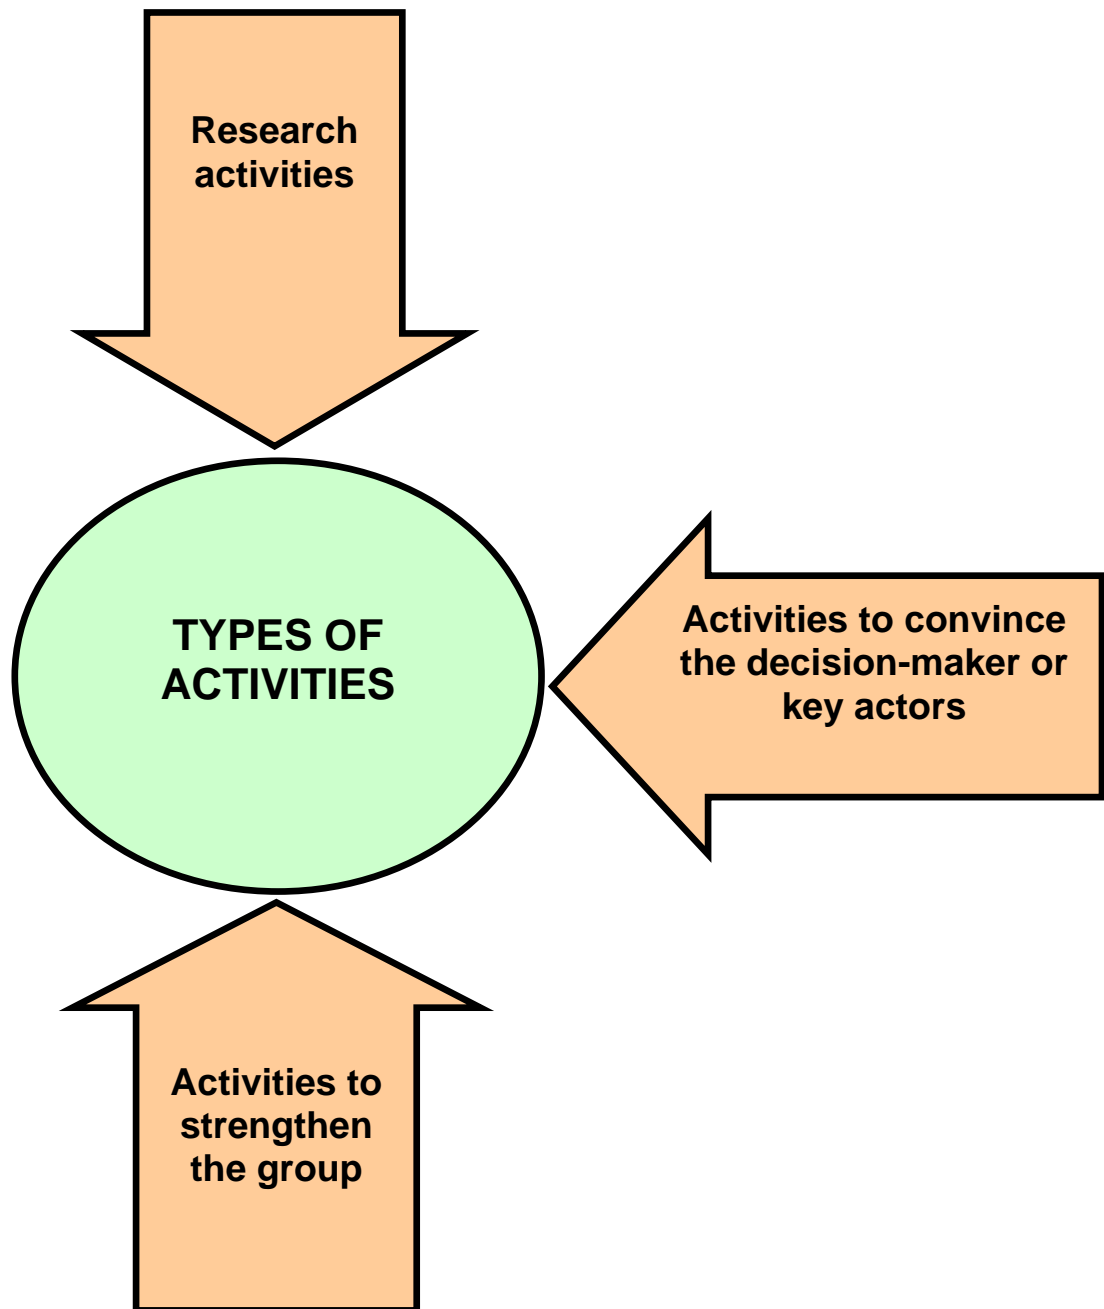 Research
activities
TYPES OF
ACTIVITIES
Activities to convince
the decision-maker or
key actors
Activities to
strengthen
the group